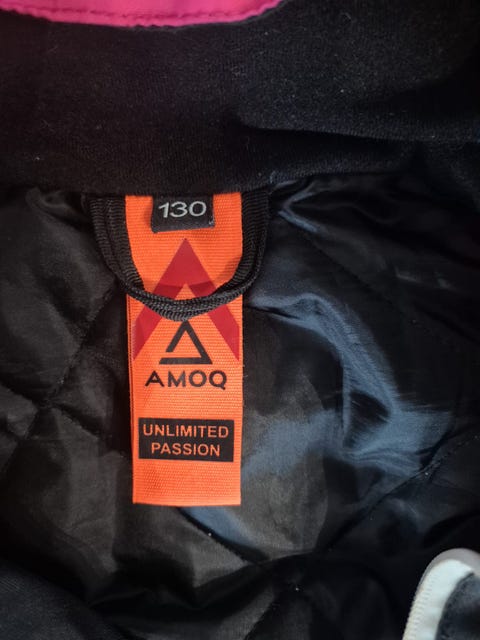 130
AMOQ
UNLIMITED
PASSION